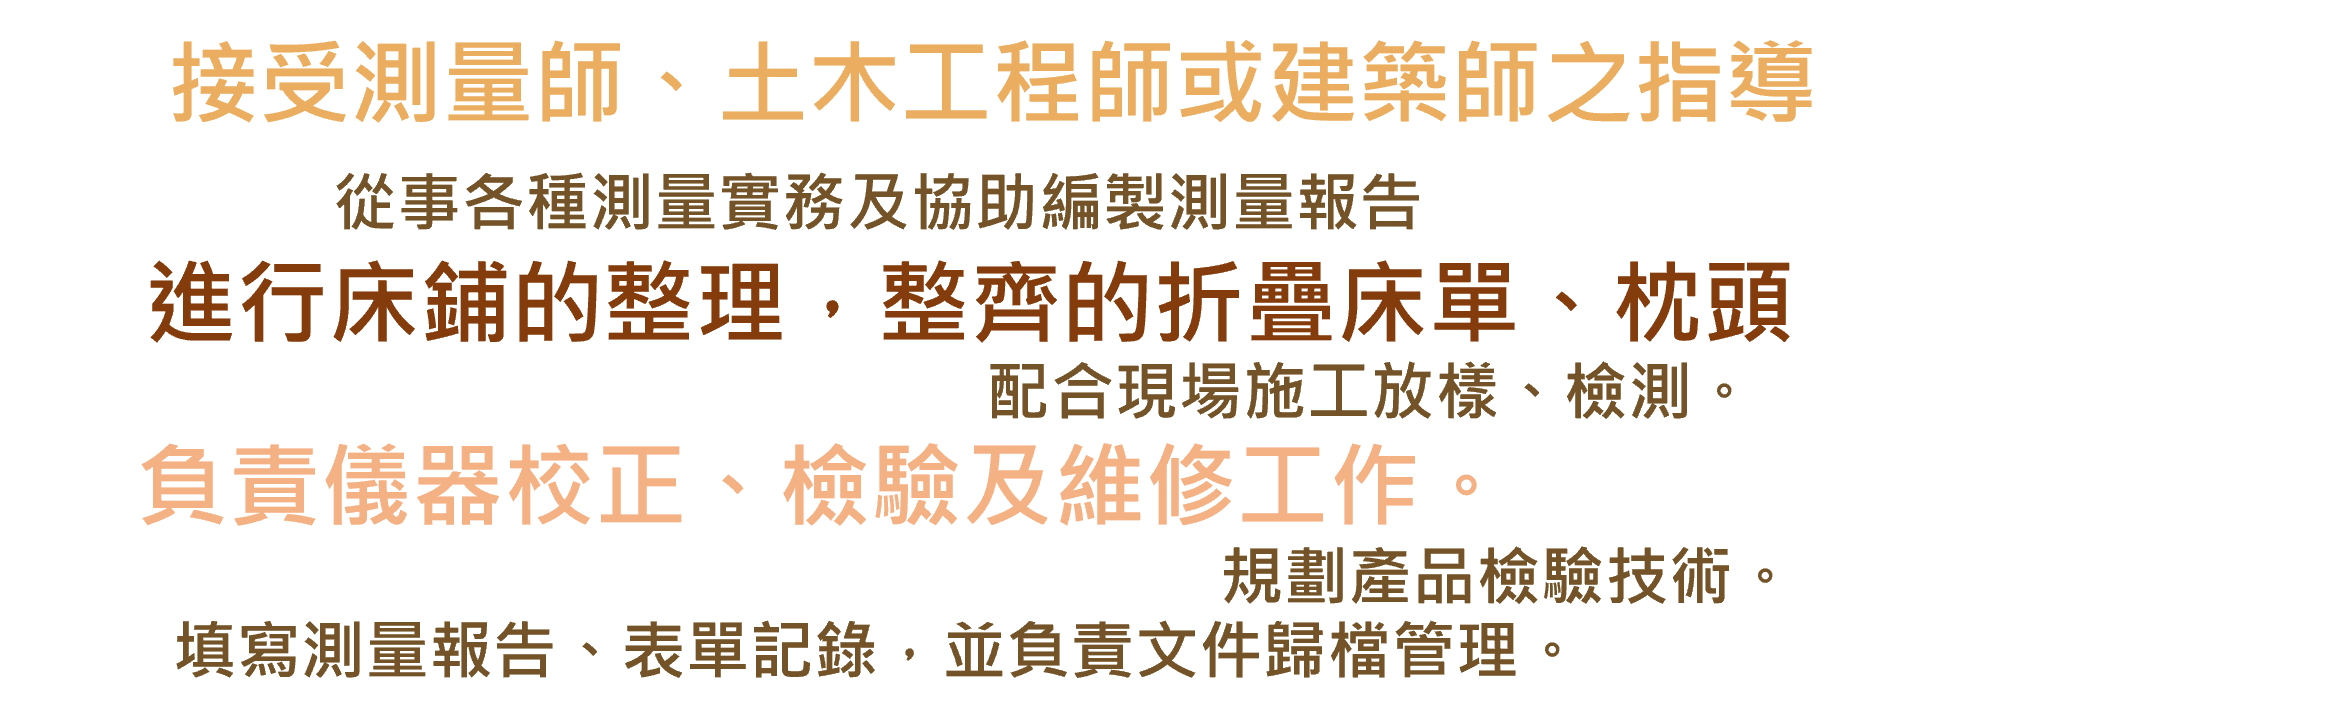 接受測量師、土木工程師或建築師之指導
從事各種測量實務及協助編製測量報告
進行床鋪的整理，整齊的折疊床單、枕頭
配合現場施工放樣、檢測。
負責儀器校正、檢驗及維修工作。
規劃產品檢驗技術。
填寫測量報告、表單記錄，並負責文件歸檔管理。